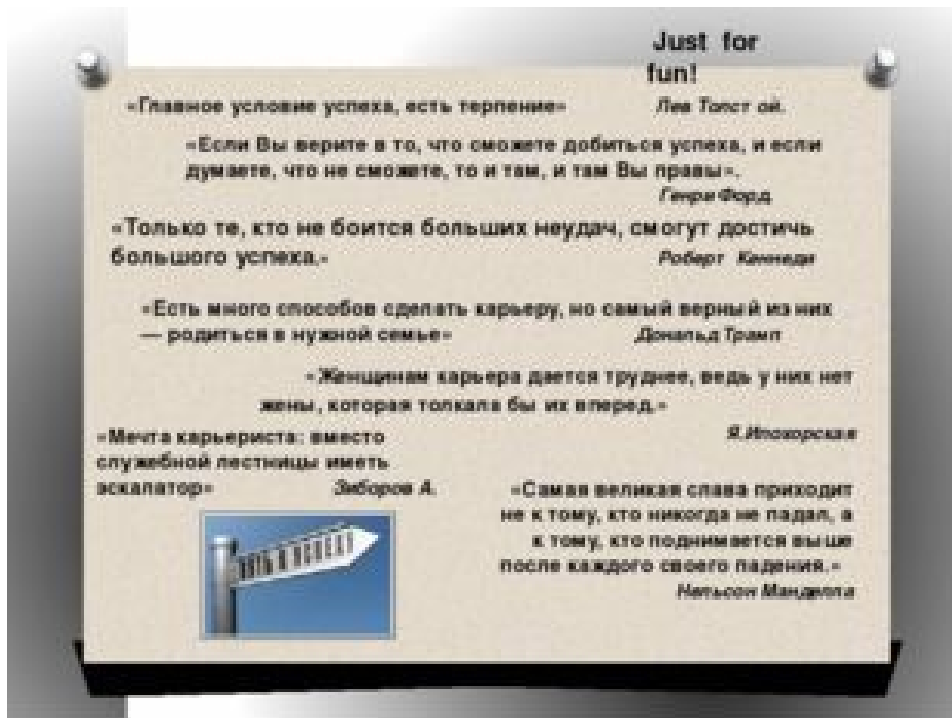 Just for
fun!
«Главное условие успеха, есть терпение» Лев Толст ой.
«Если Вы верите в то, что сможете добиться успеха, и если
думаете, что не сможете, то и там, и там Вы правы».
Генри Форд
«Только те, кто не боится больших неудач, смогут достичь
большого успеха.» Роберт Кеннеди
«Есть много способов сделать карьеру, но самый верный из них
— родиться в нужной семье» Дональд Трамп
«Женщинам карьера дается труднее, ведь у них нет
жены, которая толкала бы их вперед.»
Я.Ипохорская
«Мечта карьериста: вместо
служебной лестницы иметь
эскалатор» Зиборов А.
«Самая великая слава приходит
не к тому, кто никогда не падал, а
к тому, кто поднимается выше
после каждого своего падения.»
Нельсон Манделла
ПУТЬ К УСПЕХУ